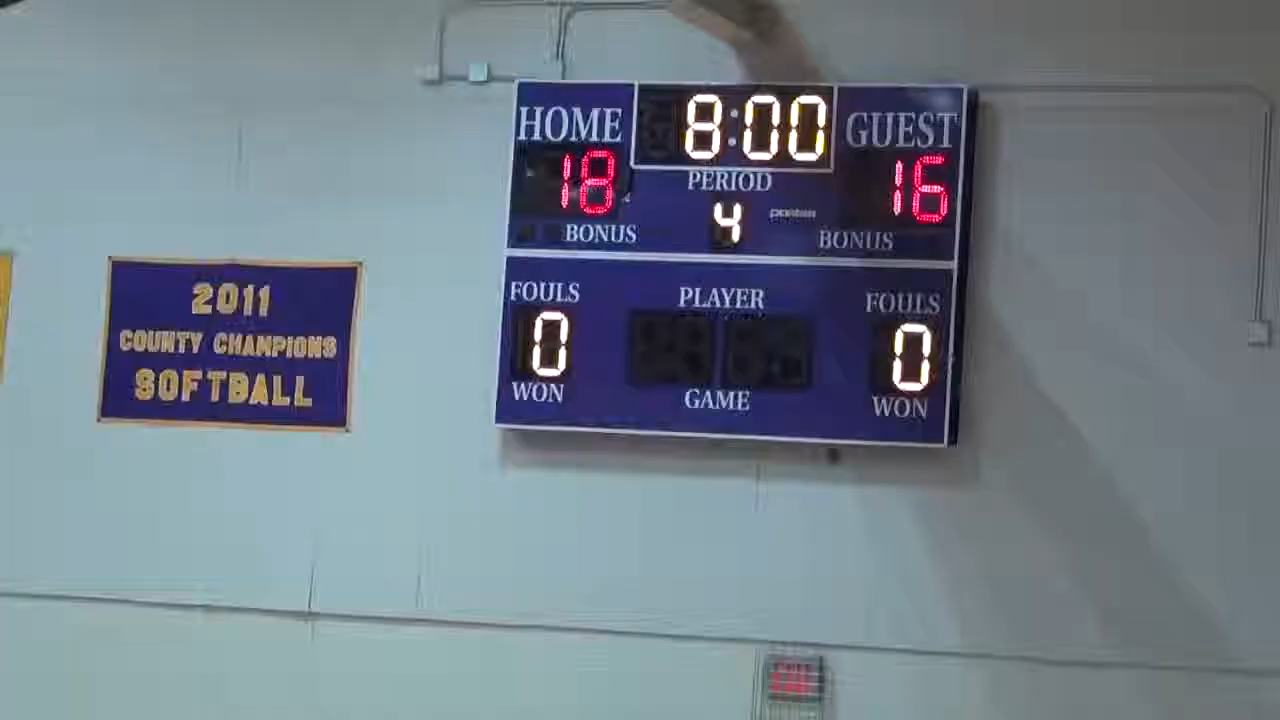 HOME
8:00
GUEST
18
PERIOD
16
4
BONUS
BONUS
FOULS
PLAYER
FOULS
0
0
WON
GAME
WON
2011
COUNTY CHAMPIONS
SOFTBALL